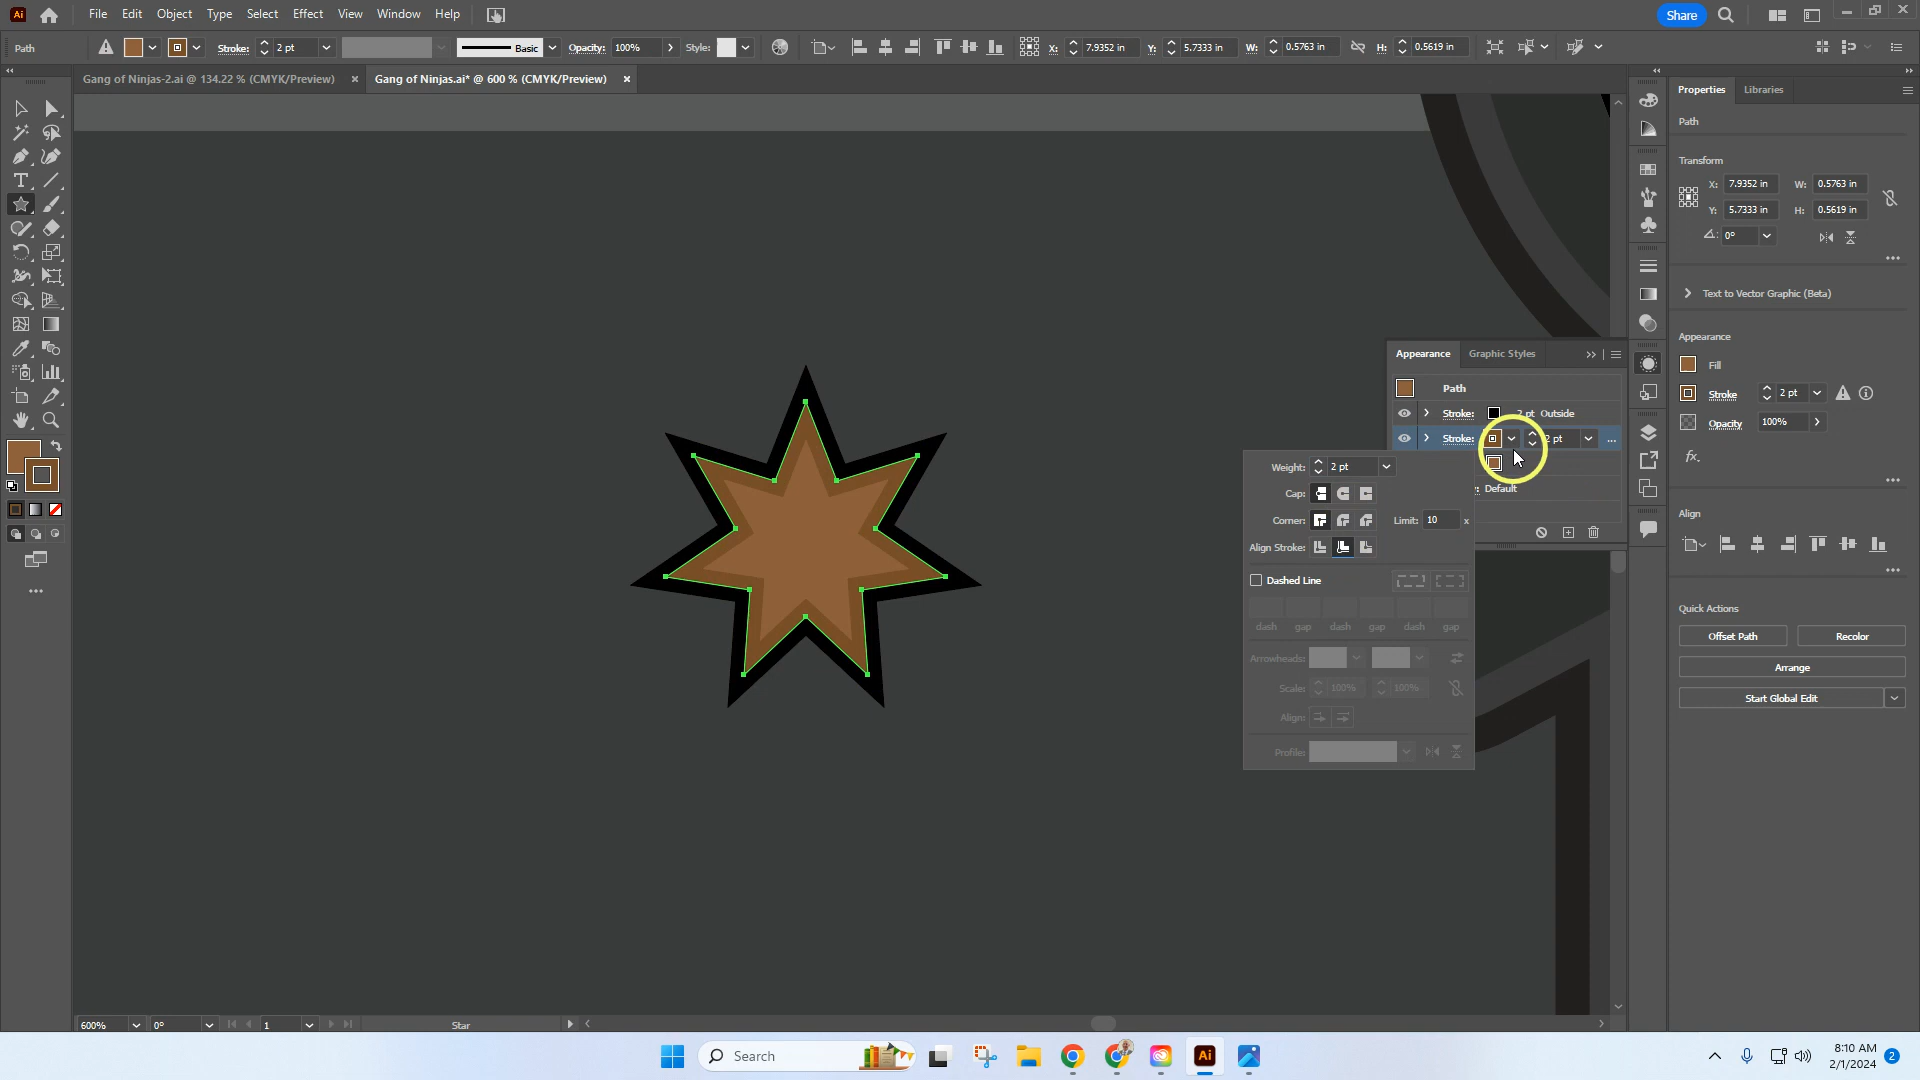 Ai File Edit Object Type Select Effect View Window Help Share
Path Stroke: 2 pt Basic Opacity: 100% Style: X: 7.9352 in Y: 5.7333 in W: 0.5763 in H: 0.5619 in
Gang of Ninjas-2.ai @ 134.22 % (CMYK/Preview) × Gang of Ninjas.ai* @ 600 % (CMYK/Preview) ×
Properties Libraries
Path
Transform
X: 7.9352 in W: 0.5763 in
Y: 5.7333 in H: 0.5619 in
0°
Text to Vector Graphic (Beta)
Appearance
Fill
Stroke 2 pt
Opacity 100%
fx.
Align
Quick Actions
Offset Path Recolor
Arrange
Start Global Edit
Appearance Graphic Styles
Path
Stroke: 2 pt Outside
Stroke: 2 pt
Default
Weight: 2 pt
Cap:
Corner: Limit: 10 x
Align Stroke:
Dashed Line
dash gap dash gap dash gap
Arrowheads:
Scale: 100% 100%
Align:
Profile:
600% 0° 1 Star
Search Ai
8:10 AM
2/1/2024 2